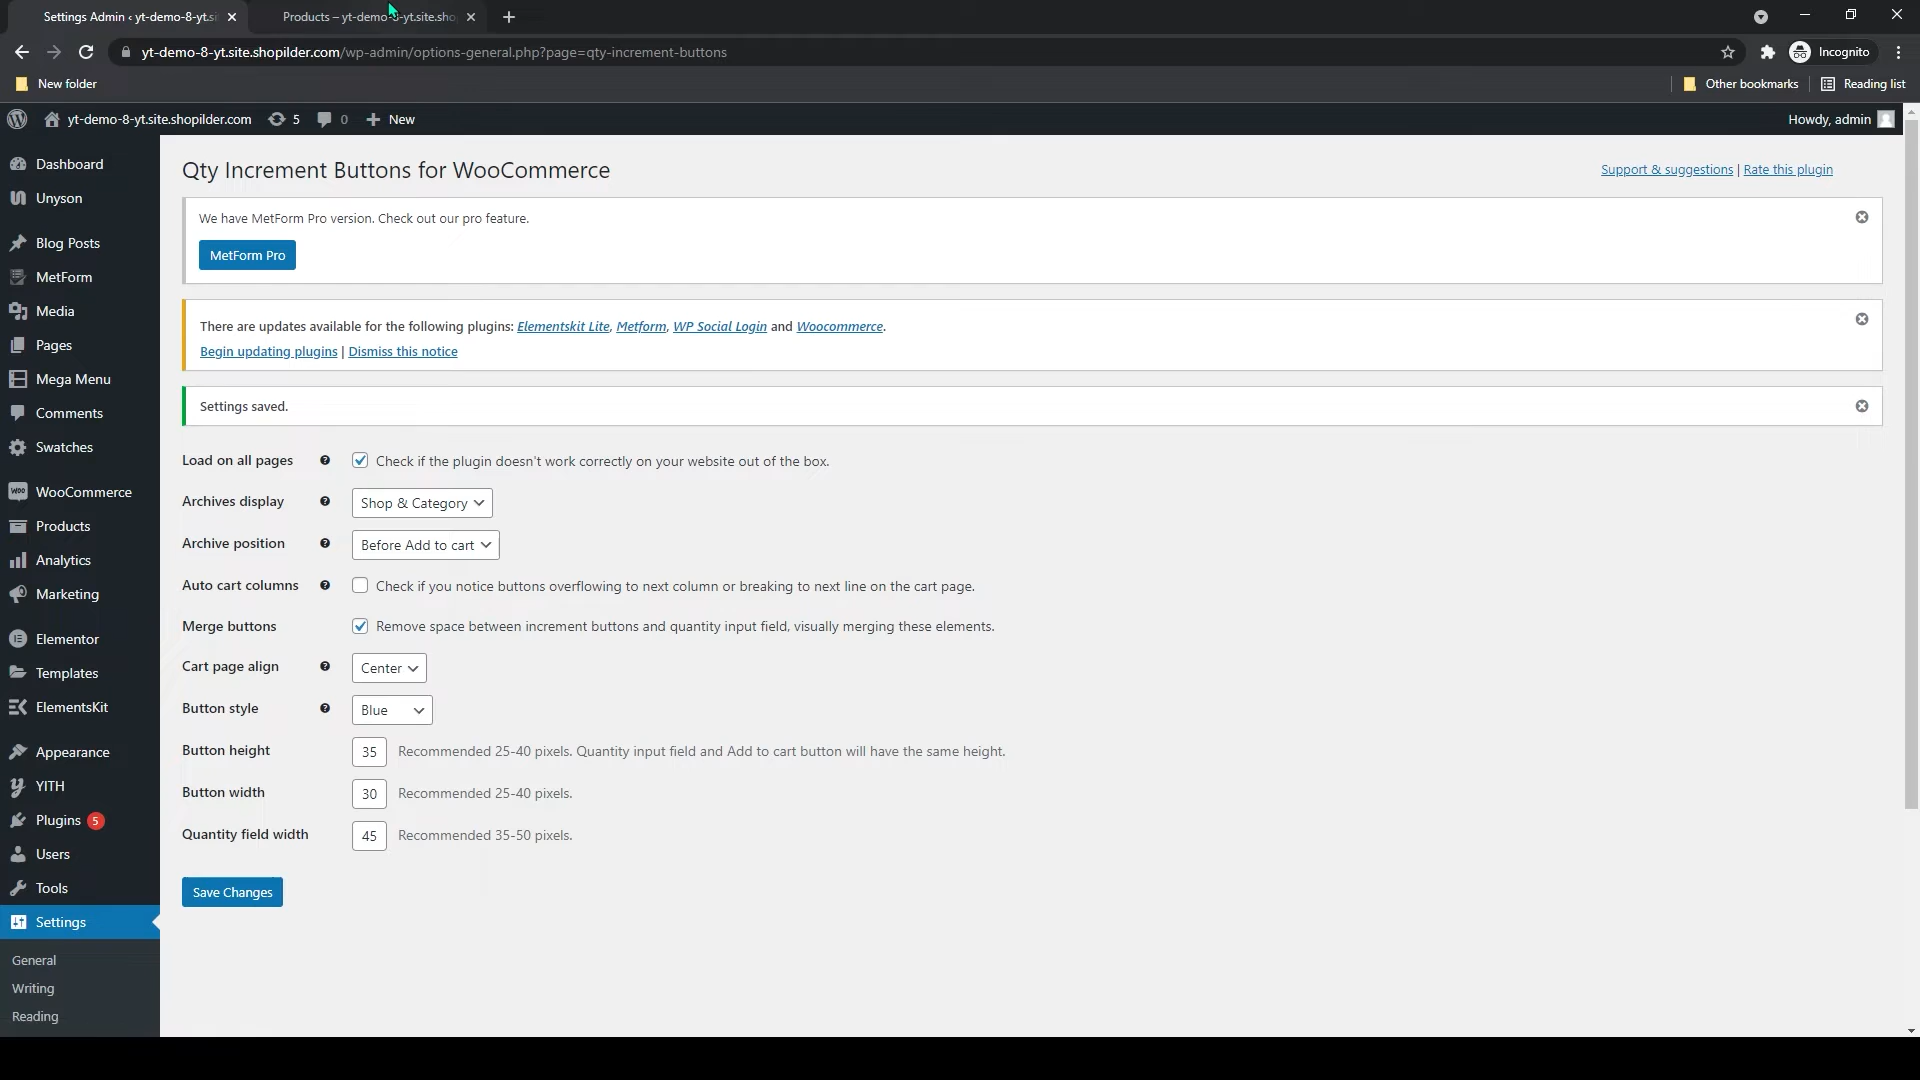 Settings Admin ‹ yt-demo-8-yt.si
Products – yt-demo-8-yt.site.sho
yt-demo-8-yt.site.shopilder.com/wp-admin/options-general.php?page=qty-increment-buttons
Incognito
New folder
Other bookmarks
Reading list
yt-demo-8-yt.site.shopilder.com
5
0
New
Howdy, admin
Dashboard
Unyson
Blog Posts
MetForm
Media
Pages
Mega Menu
Comments
Swatches
WooCommerce
Products
Analytics
Marketing
Elementor
Templates
ElementsKit
Appearance
YITH
Plugins 5
Users
Tools
Settings
General
Writing
Reading
Qty Increment Buttons for WooCommerce
Support & suggestions | Rate this plugin
We have MetForm Pro version. Check out our pro feature.
MetForm Pro
There are updates available for the following plugins: Elementskit Lite, Metform, WP Social Login and Woocommerce.
Begin updating plugins | Dismiss this notice
Settings saved.
Load on all pages
Check if the plugin doesn't work correctly on your website out of the box.
Archives display
Shop & Category
Archive position
Before Add to cart
Auto cart columns
Check if you notice buttons overflowing to next column or breaking to next line on the cart page.
Merge buttons
Remove space between increment buttons and quantity input field, visually merging these elements.
Cart page align
Center
Button style
Blue
Button height
35
Recommended 25-40 pixels. Quantity input field and Add to cart button will have the same height.
Button width
30
Recommended 25-40 pixels.
Quantity field width
45
Recommended 35-50 pixels.
Save Changes